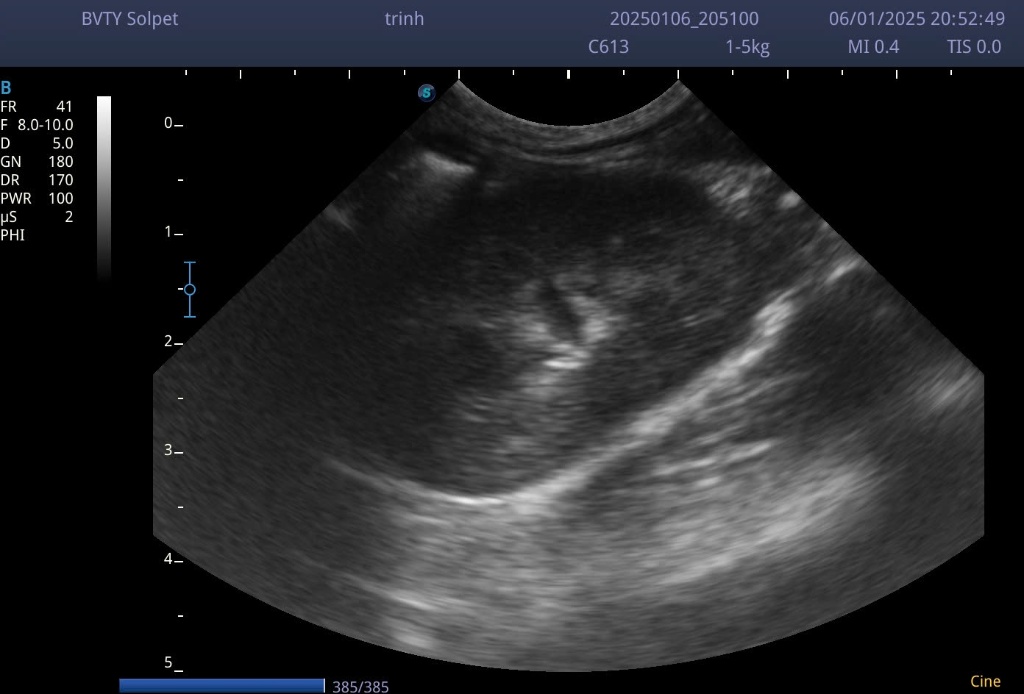 BVTY Solpet trinh 20250106_205100 06/01/2025 20:52:49
C613 1-5kg MI 0.4 TIS 0.0
B
S
FR 41
F 8.0-10.0
D 5.0
GN 180
DR 170
PWR 100
µS 2
PHI
0
1
2
3
4
5
385/385
Cine